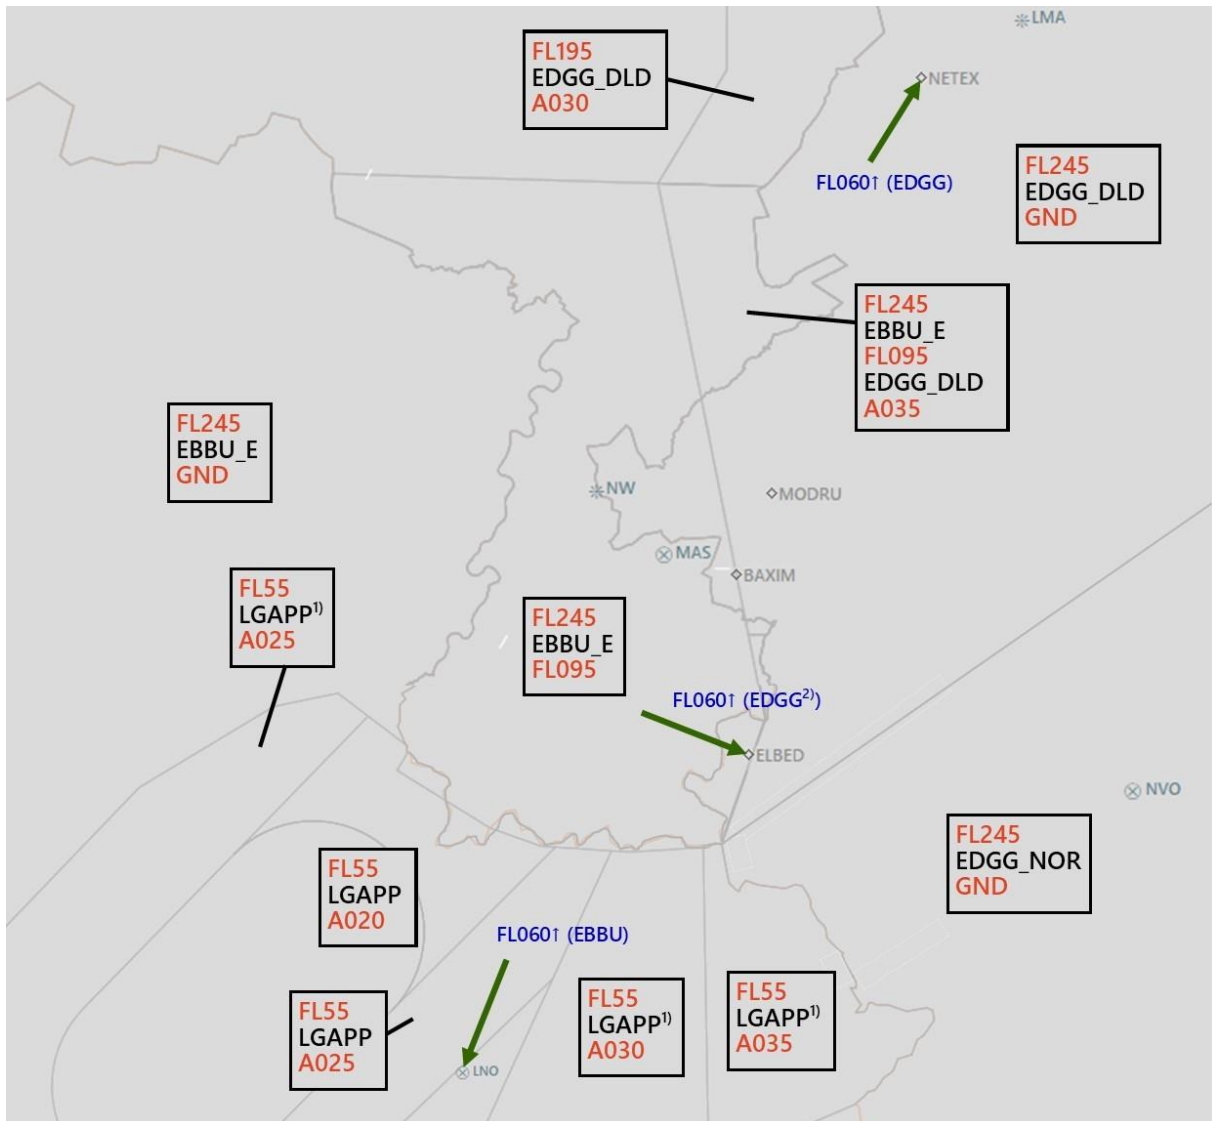 LMA
FL195
EDGG_DLD
A030
NETEX
FL060↑ (EDGG)
FL245
EDGG_DLD
GND
FL245
EBBU_E
FL095
EDGG_DLD
A035
FL245
EBBU_E
GND
NW
MODRU
MAS
BAXIM
FL55
LGAPP¹⁾
A025
FL245
EBBU_E
FL095
FL060↑ (EDGG²⁾)
ELBED
NVO
FL245
EDGG_NOR
GND
FL55
LGAPP
A020
FL060↑ (EBBU)
FL55
LGAPP
A025
FL55
LGAPP¹⁾
A030
FL55
LGAPP¹⁾
A035
LNO